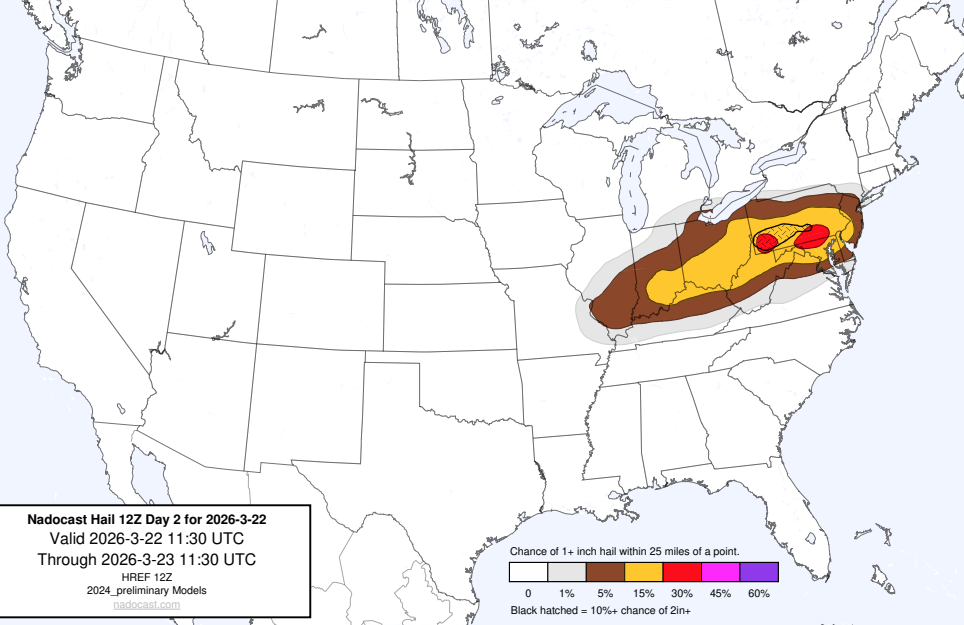 Nadocast Hail 12Z Day 2 for 2026-3-22
Valid 2026-3-22 11:30 UTC
Through 2026-3-23 11:30 UTC
HREF 12Z
2024_preliminary Models
nadocast.com
Chance of 1+ inch hail within 25 miles of a point.
0 1% 5% 15% 30% 45% 60%
Black hatched = 10%+ chance of 2in+